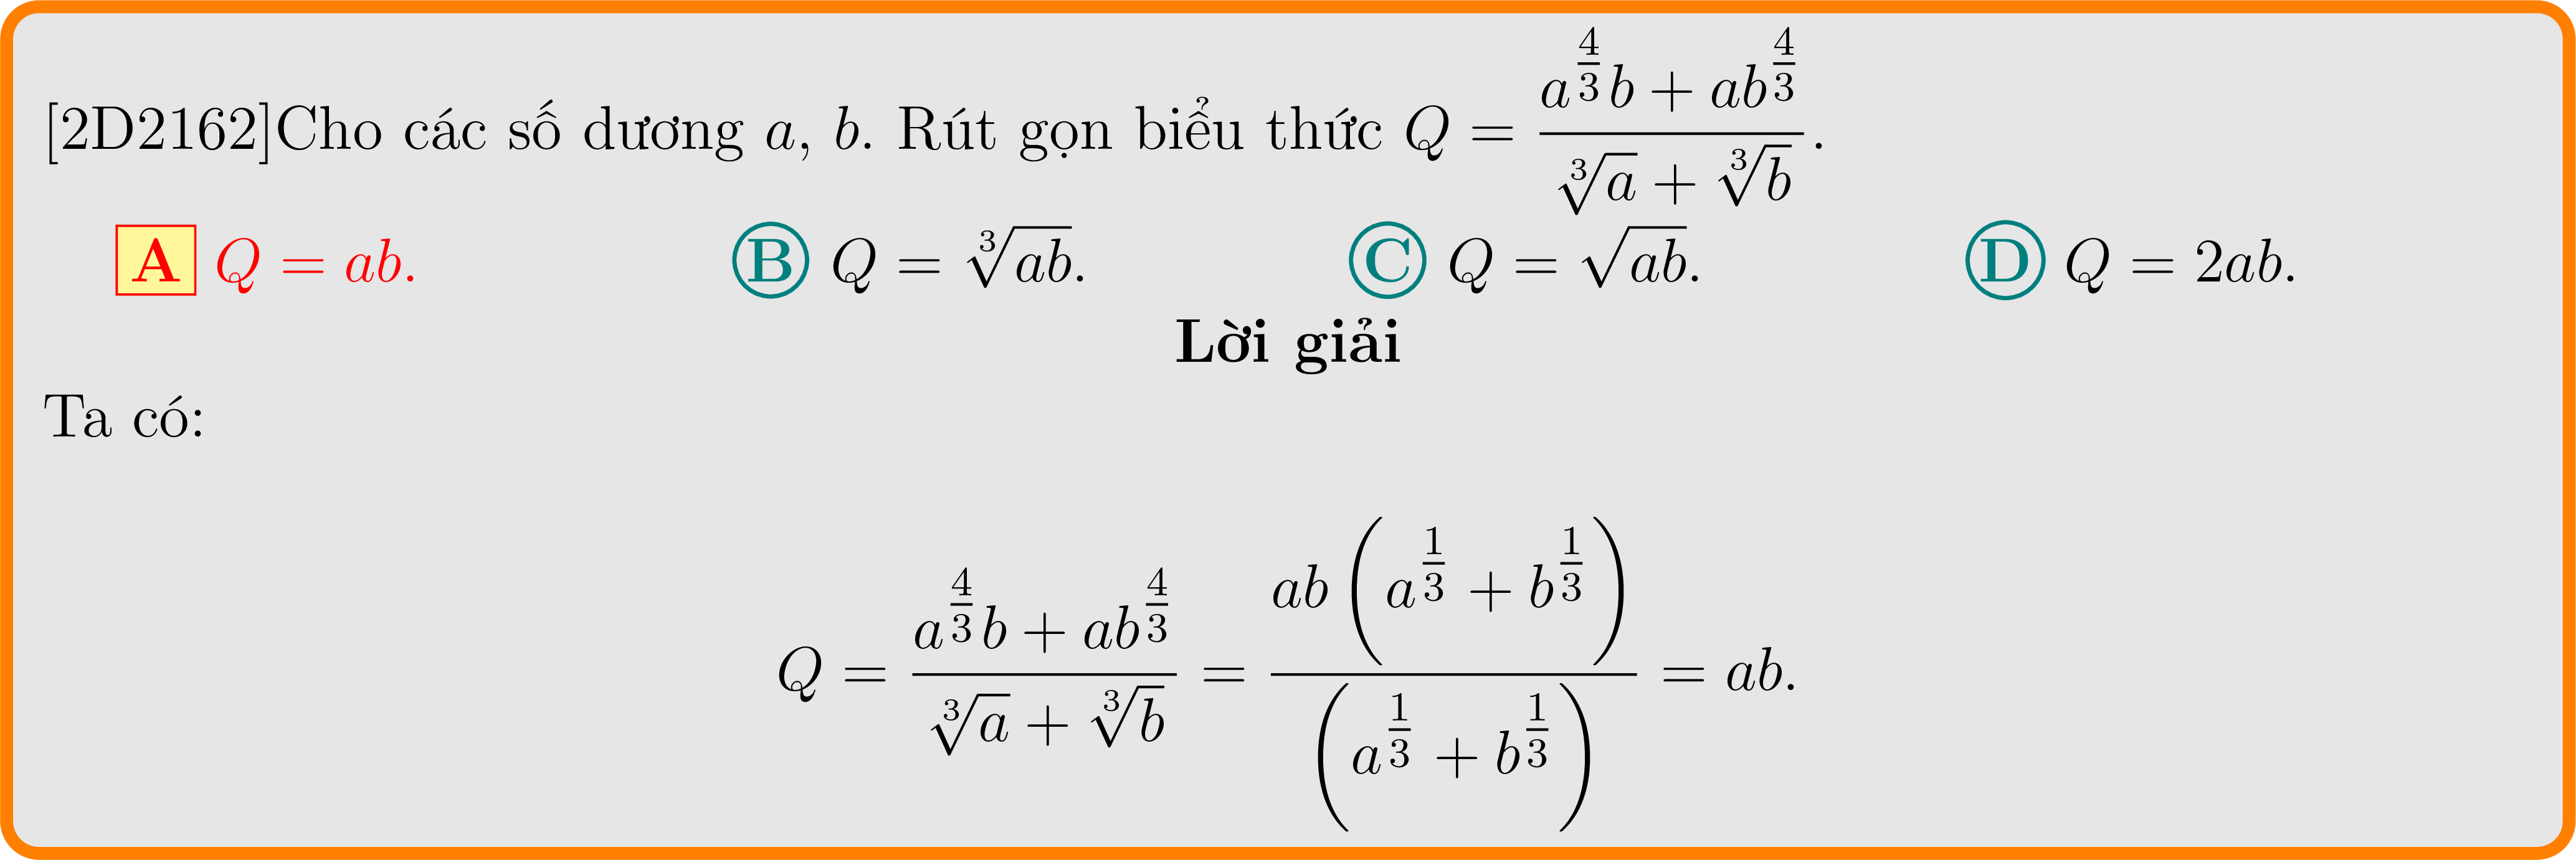 [2D2162]Cho các số dương a, b. Rút gọn biểu thức $Q = \dfrac{a^{\frac{4}{3}}b + ab^{\frac{4}{3}}}{\sqrt[3]{a} + \sqrt[3]{b}}$.
A $Q = ab$. B $Q = \sqrt[3]{ab}$. C $Q = \sqrt{ab}$. D $Q = 2ab$.
Lời giải
Ta có:
$Q = \dfrac{a^{\frac{4}{3}}b + ab^{\frac{4}{3}}}{\sqrt[3]{a} + \sqrt[3]{b}} = \dfrac{ab\left(a^{\frac{1}{3}} + b^{\frac{1}{3}}\right)}{\left(a^{\frac{1}{3}} + b^{\frac{1}{3}}\right)} = ab.$